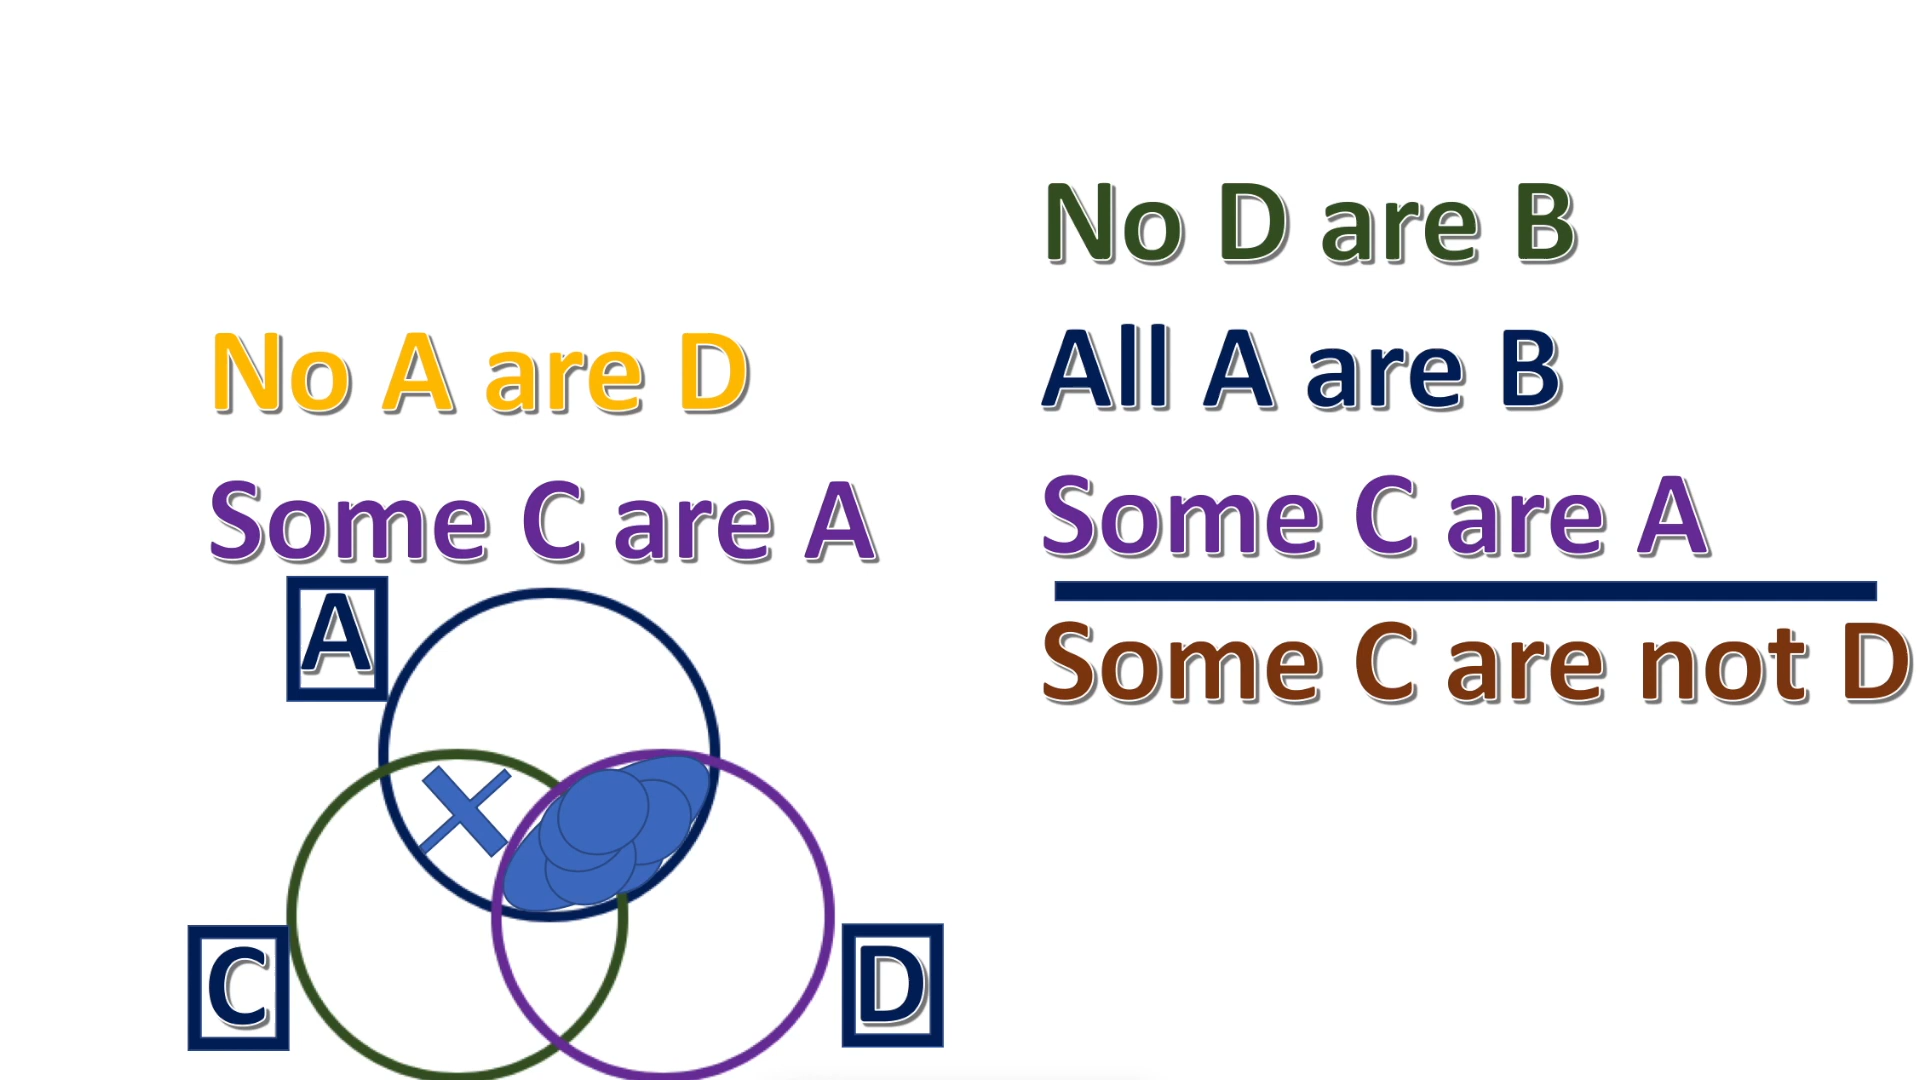 No A are D
Some C are A
A
C
D
No D are B
All A are B
Some C are A
Some C are not D